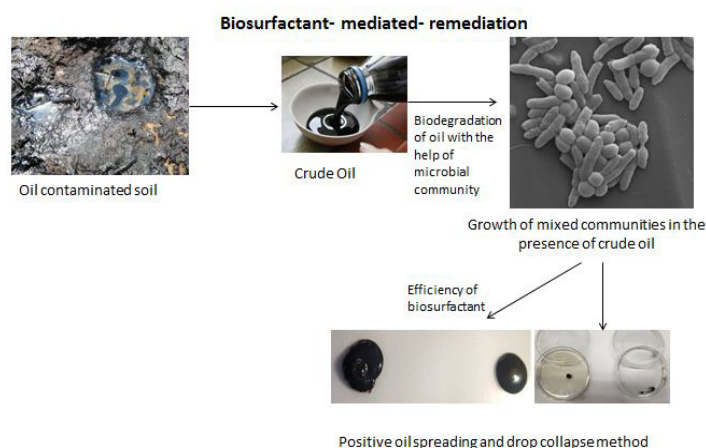 Biosurfactant- mediated- remediation
Oil contaminated soil
Crude Oil
Biodegradation
of oil with the
help of
microbial
community
Growth of mixed communities in the
presence of crude oil
Efficiency of
biosurfactant
Positive oil spreading and drop collapse method